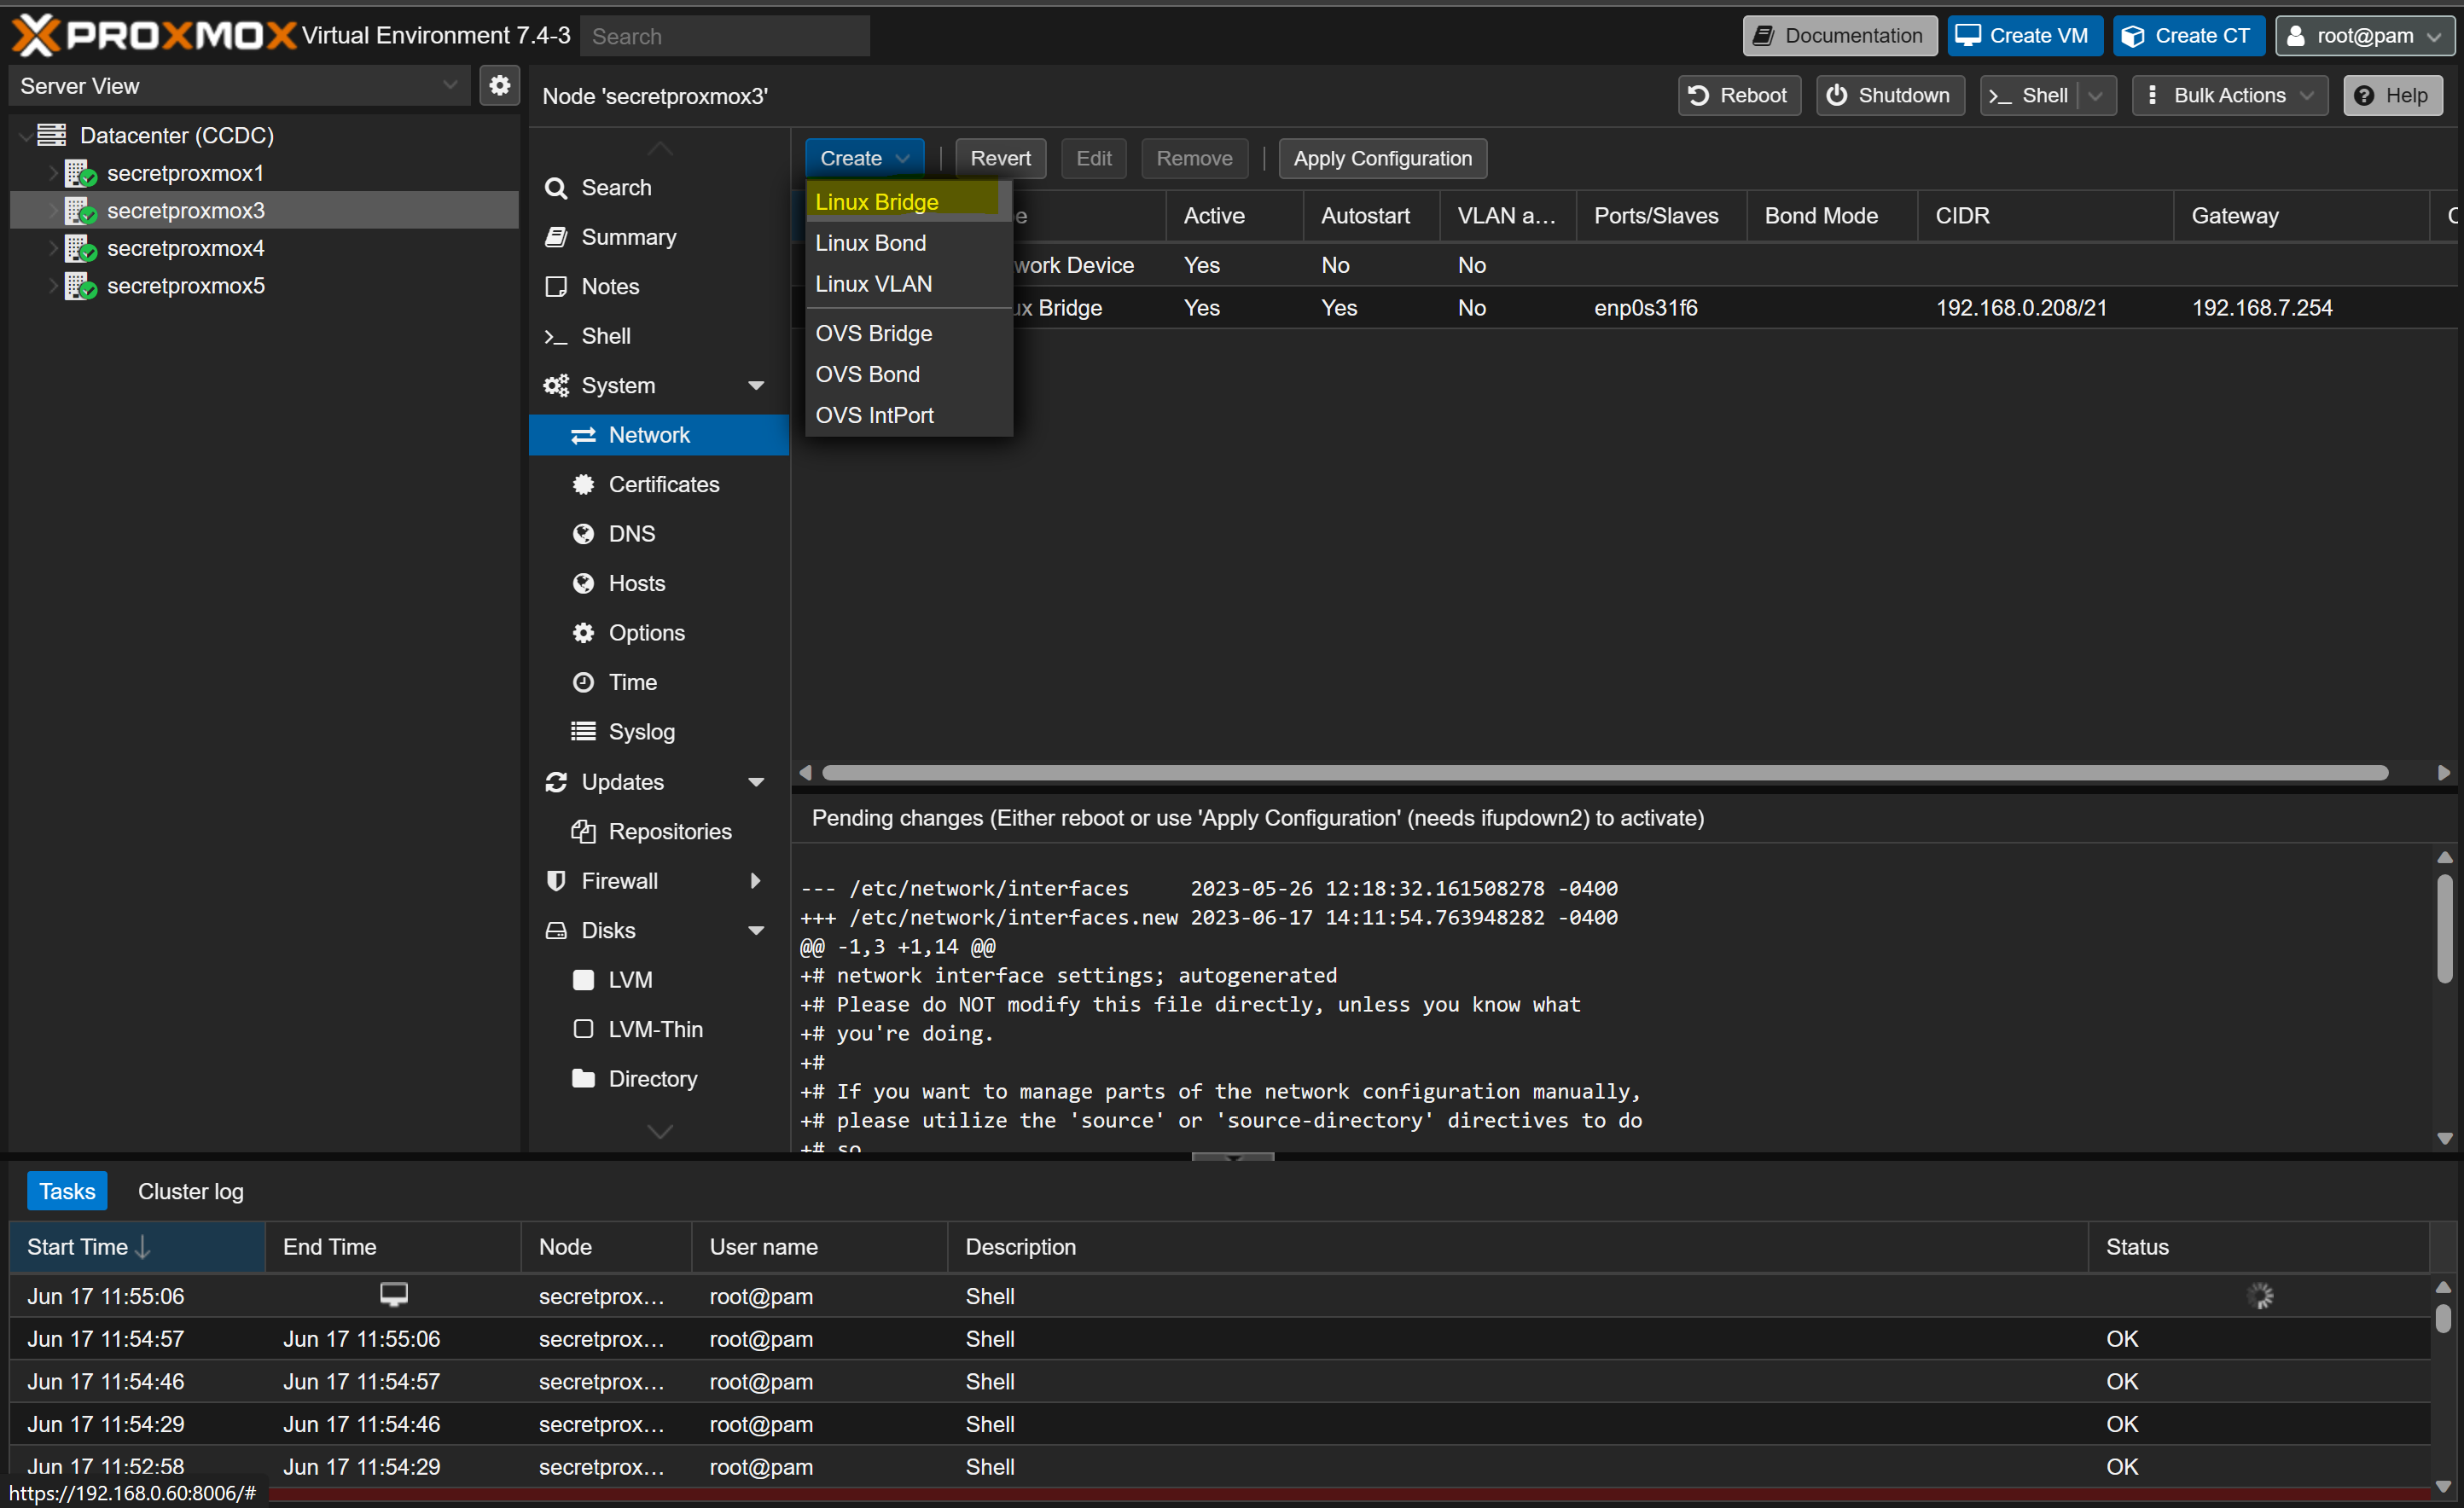 PROXMOX Virtual Environment 7.4-3 Search Documentation Create VM Create CT root@pam
Server View
Node 'secretproxmox3' Reboot Shutdown Shell Bulk Actions Help
Datacenter (CCDC)
secretproxmox1
secretproxmox3
secretproxmox4
secretproxmox5
Search
Summary
Notes
Shell
System
Network
Certificates
DNS
Hosts
Options
Time
Syslog
Updates
Repositories
Firewall
Disks
LVM
LVM-Thin
Directory
Create Revert Edit Remove Apply Configuration
Linux Bridge
Linux Bond
Linux VLAN
OVS Bridge
OVS Bond
OVS IntPort
e Active Autostart VLAN a... Ports/Slaves Bond Mode CIDR Gateway C
work Device Yes No No
ux Bridge Yes Yes No enp0s31f6 192.168.0.208/21 192.168.7.254
Pending changes (Either reboot or use 'Apply Configuration' (needs ifupdown2) to activate)
--- /etc/network/interfaces 2023-05-26 12:18:32.161508278 -0400
+++ /etc/network/interfaces.new 2023-06-17 14:11:54.763948282 -0400
@@ -1,3 +1,14 @@
+# network interface settings; autogenerated
+# Please do NOT modify this file directly, unless you know what
+# you're doing.
+#
+# If you want to manage parts of the network configuration manually,
+# please utilize the 'source' or 'source-directory' directives to do
+# so
Tasks Cluster log
Start Time End Time Node User name Description Status
Jun 17 11:55:06 secretprox... root@pam Shell
Jun 17 11:54:57 Jun 17 11:55:06 secretprox... root@pam Shell OK
Jun 17 11:54:46 Jun 17 11:54:57 secretprox... root@pam Shell OK
Jun 17 11:54:29 Jun 17 11:54:46 secretprox... root@pam Shell OK
Jun 17 11:52:58 Jun 17 11:54:29 secretprox... root@pam Shell OK
https://192.168.0.60:8006/#